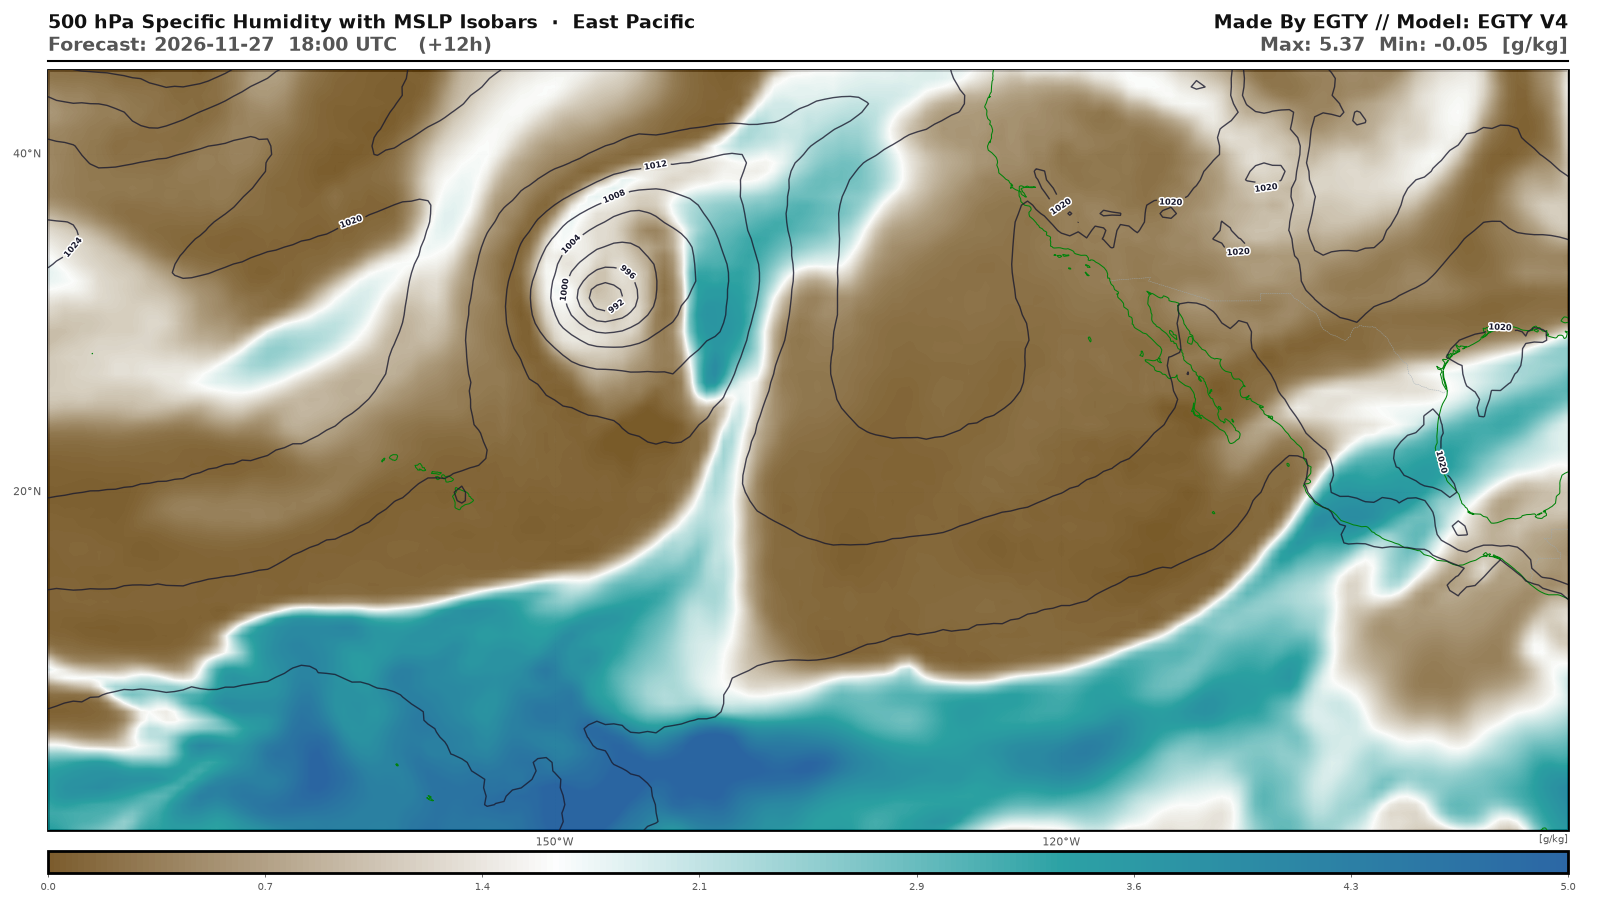 500 hPa Specific Humidity with MSLP Isobars · East Pacific
Made By EGTY // Model: EGTY V4
Forecast: 2026-11-27 18:00 UTC (+12h)
Max: 5.37 Min: -0.05 [g/kg]
40°N
20°N
1012
1008
1004
1000
996
992
1020
1024
1020
1020
1020
1020
1020
1020
150°W
120°W
[g/kg]
0.0 0.7 1.4 2.1 2.9 3.6 4.3 5.0